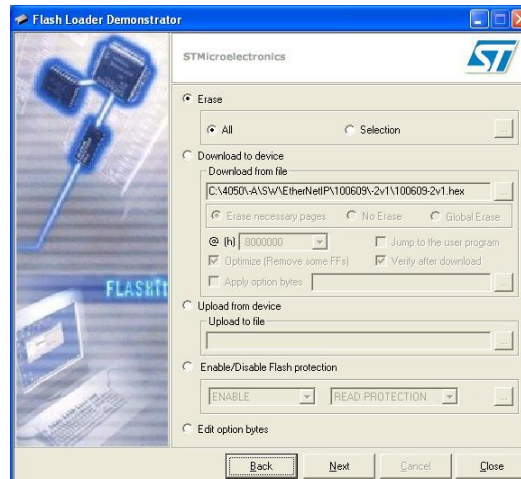 Flash Loader Demonstrator
STMicroelectronics
ST
Erase
All Selection ...
Download to device
Download from file
C:\4050\-A\SW\EtherNetIP\100609\-2v1\100609-2v1.hex ...
Erase necessary pages No Erase Global Erase
@ (h) 8000000 Jump to the user program
Optimize (Remove some FFs) Verify after download
Apply option bytes ...
Upload from device
Upload to file
...
Enable/Disable Flash protection
ENABLE READ PROTECTION ...
Edit option bytes
Back Next Cancel Close